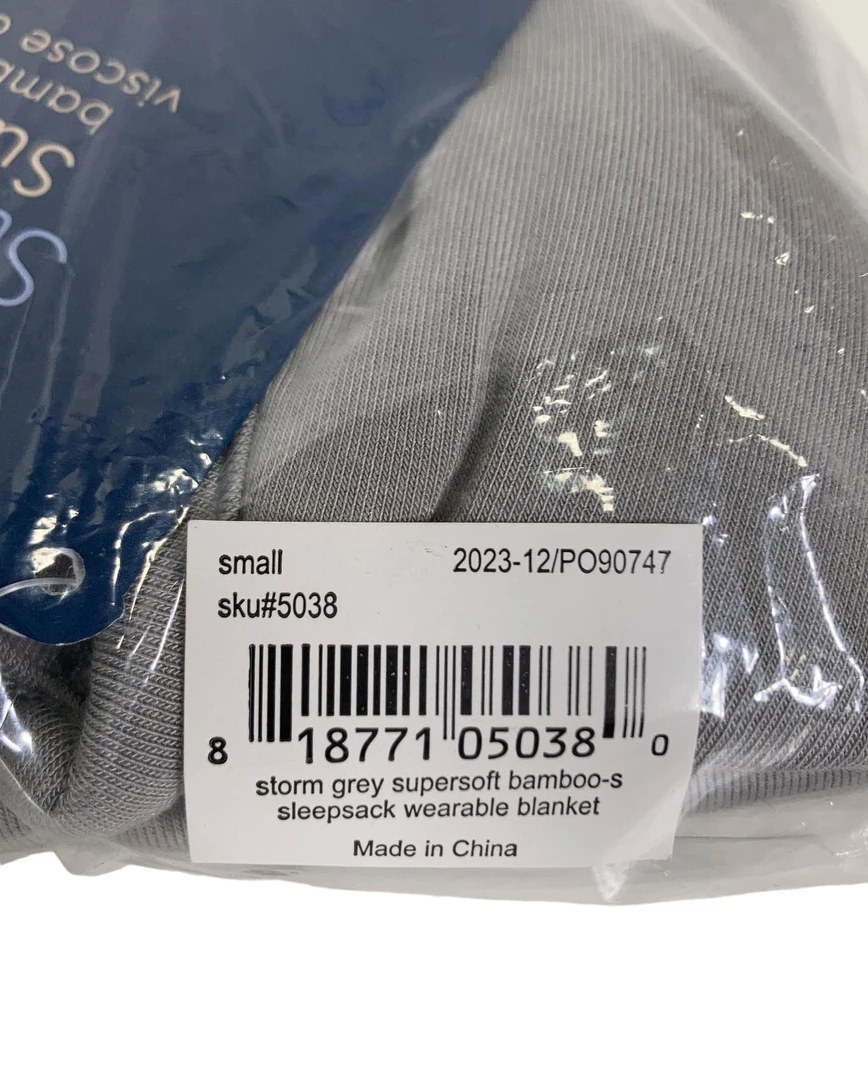 viscose
small 2023-12/PO90747
sku#5038
8 18771 05038 0
storm grey supersoft bamboo-s
sleepsack wearable blanket
Made in China